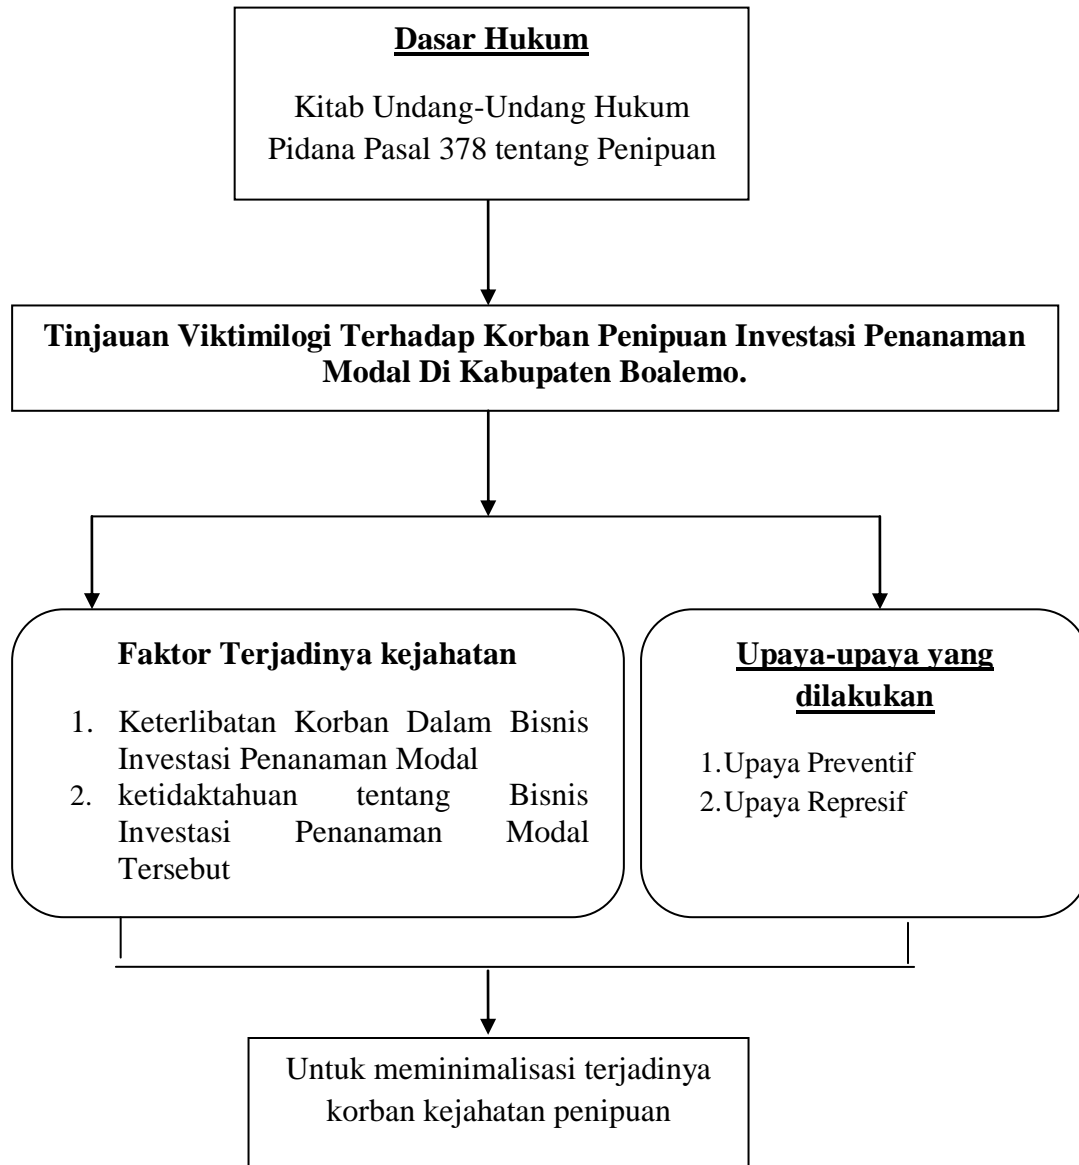 Dasar Hukum
Kitab Undang-Undang Hukum
Pidana Pasal 378 tentang Penipuan
Tinjauan Viktimilogi Terhadap Korban Penipuan Investasi Penanaman
Modal Di Kabupaten Boalemo.
Faktor Terjadinya kejahatan
1. Keterlibatan Korban Dalam Bisnis
Investasi Penanaman Modal
2. ketidaktahuan tentang Bisnis
Investasi Penanaman Modal
Tersebut
Upaya-upaya yang
dilakukan
1.Upaya Preventif
2.Upaya Represif
Untuk meminimalisasi terjadinya
korban kejahatan penipuan